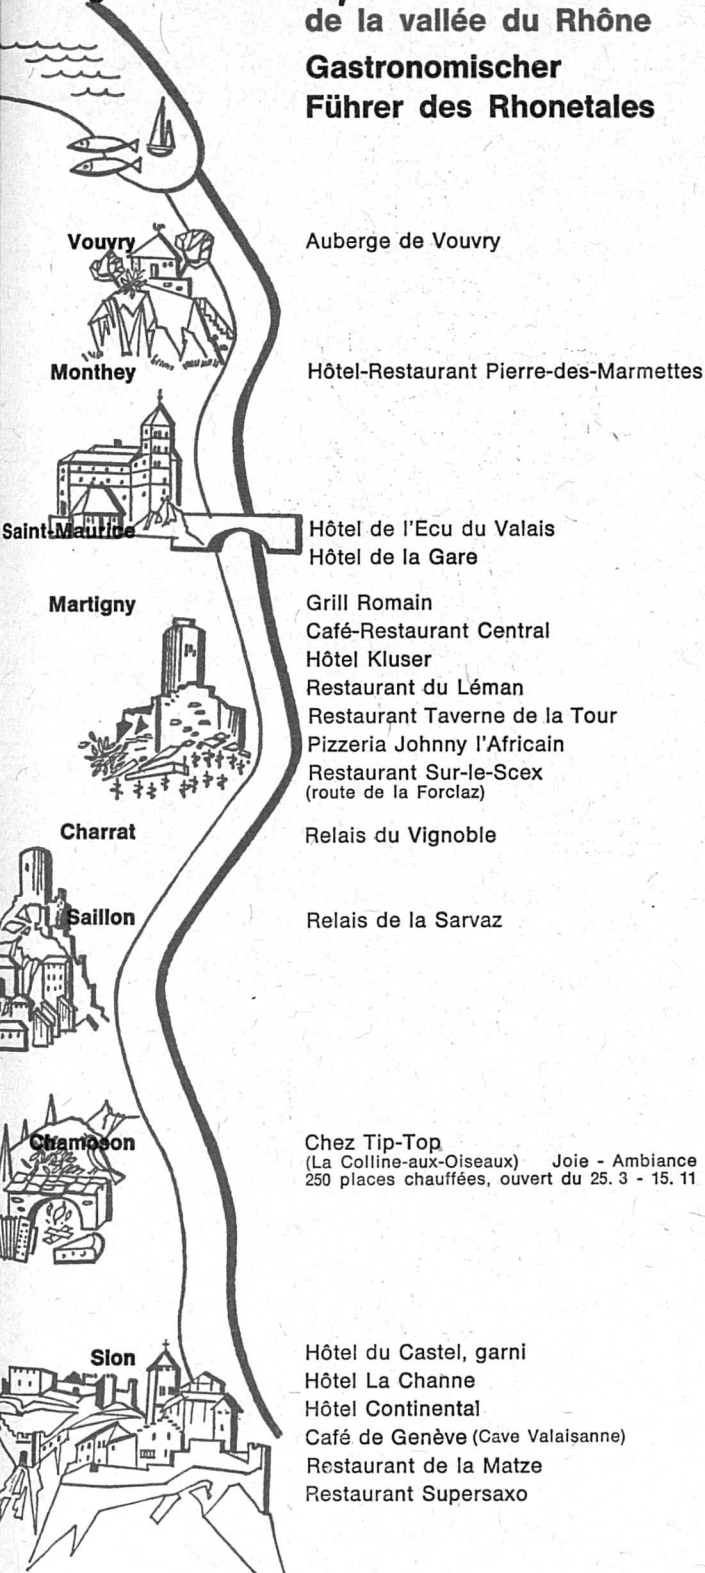 de la vallée du Rhône
Gastronomischer
Führer des Rhonetales
Vouvry
Auberge de Vouvry
Monthey
Hôtel-Restaurant Pierre-des-Marmettes
Saint-Maurice
Hôtel de l'Ecu du Valais
Hôtel de la Gare
Martigny
Grill Romain
Café-Restaurant Central
Hôtel Kluser
Restaurant du Léman
Restaurant Taverne de la Tour
Pizzeria Johnny l'Africain
Restaurant Sur-le-Scex
(route de la Forclaz)
Charrat
Relais du Vignoble
Saillon
Relais de la Sarvaz
Chamoson
Chez Tip-Top
(La Colline-aux-Oiseaux) Joie - Ambiance
250 places chauffées, ouvert du 25. 3 - 15. 11
Sion
Hôtel du Castel, garni
Hôtel La Channe
Hôtel Continental
Café de Genève (Cave Valaisanne)
Restaurant de la Matze
Restaurant Supersaxo